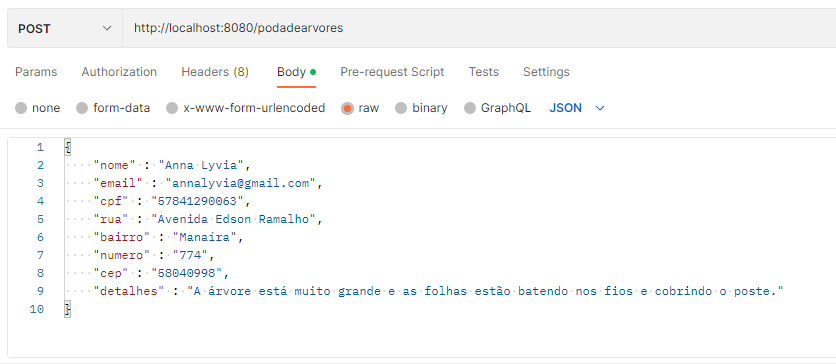 POST http://localhost:8080/podadearvores
Params Authorization Headers (8) Body Pre-request Script Tests Settings
none form-data x-www-form-urlencoded raw binary GraphQL JSON
1 {
2 "nome" : "Anna Lyvia",
3 "email" : "annalyvia@gmail.com",
4 "cpf" : "57841290063",
5 "rua" : "Avenida Edson Ramalho",
6 "bairro" : "Manaíra",
7 "numero" : "774",
8 "cep" : "58040998",
9 "detalhes" : "A árvore está muito grande e as folhas estão batendo nos fios e cobrindo o poste."
10 }